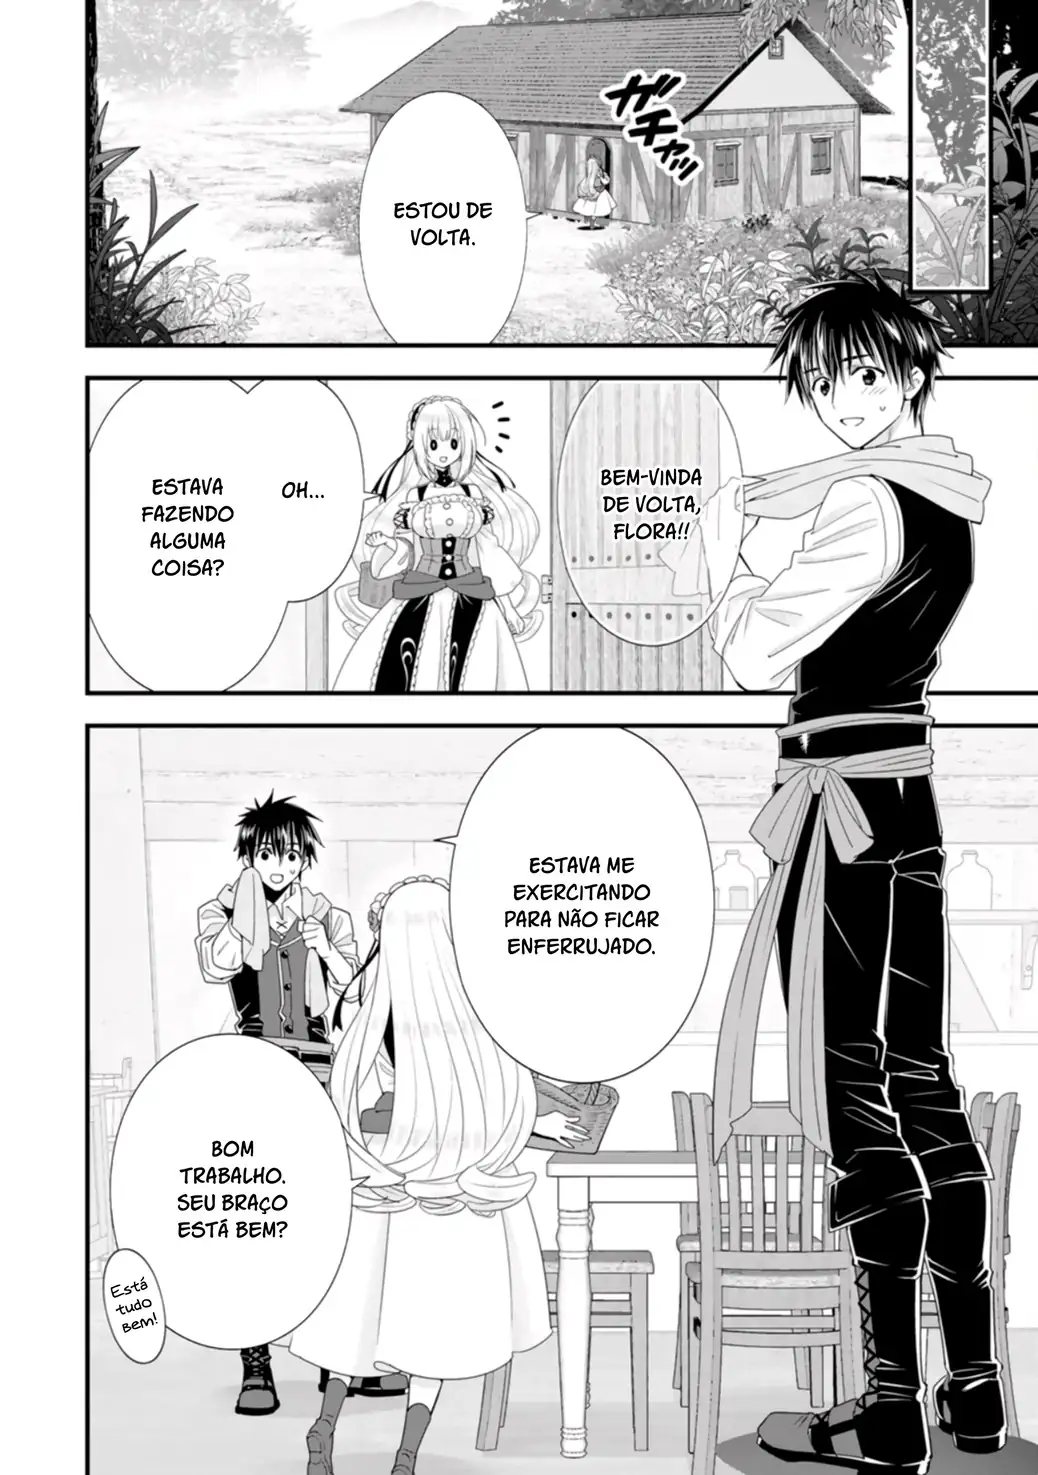 ガチャッ
ESTOU DE
VOLTA.
BEM-VINDA
DE VOLTA,
FLORA!!
OH...
ESTAVA
FAZENDO
ALGUMA
COISA?
ESTAVA ME
EXERCITANDO
PARA NÃO FICAR
ENFERRUJADO.
BOM
TRABALHO.
SEU BRAÇO
ESTÁ BEM?
Está
tudo
bem!